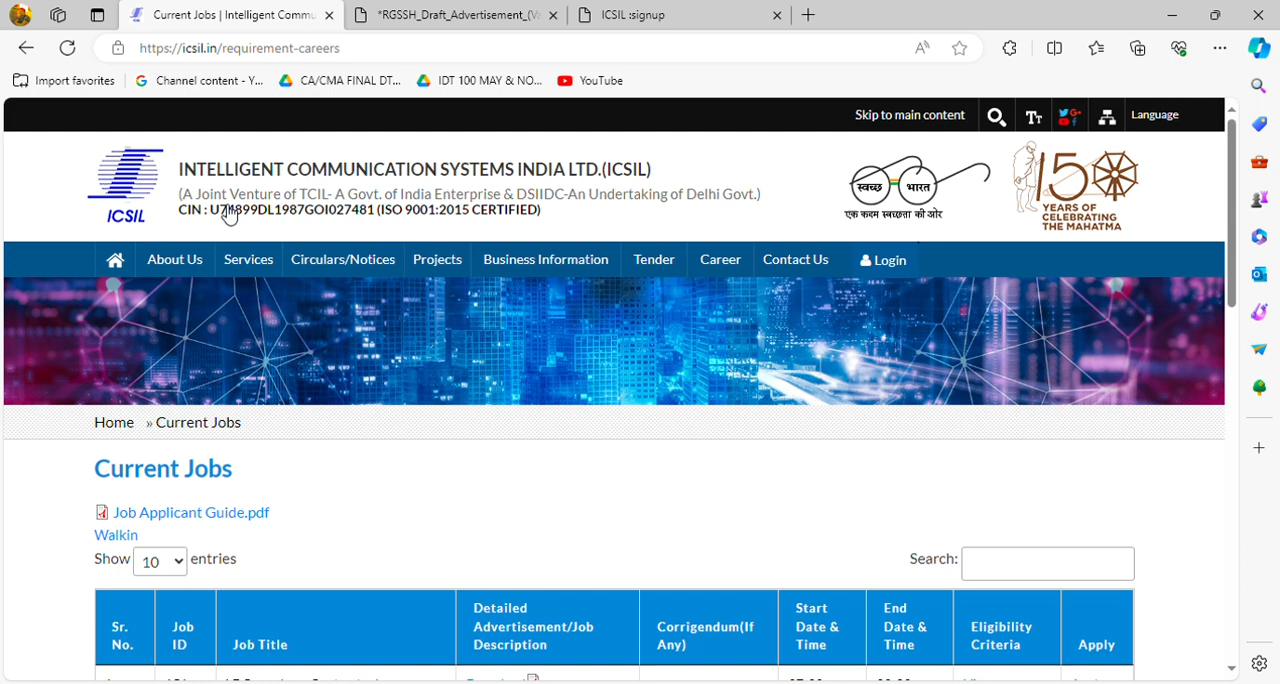 Current Jobs | Intelligent Commu
*RGSSH_Draft_Advertisement_(Va
ICSIL :signup
https://icsil.in/requirement-careers
Import favorites
Channel content - Y...
CA/CMA FINAL DT...
IDT 100 MAY & NO...
YouTube
Skip to main content
Language
INTELLIGENT COMMUNICATION SYSTEMS INDIA LTD.(ICSIL)
(A Joint Venture of TCIL- A Govt. of India Enterprise & DSIIDC-An Undertaking of Delhi Govt.)
CIN : (ISO 9001:2015 CERTIFIED)
ICSIL
स्वच्छ भारत
एक कदम स्वच्छता की ओर
150
YEARS OF
CELEBRATING
THE MAHATMA
About Us
Services
Circulars/Notices
Projects
Business Information
Tender
Career
Contact Us
Login
Home » Current Jobs
Current Jobs
Job Applicant Guide.pdf
Walkin
Show 10 entries
Search:
Sr. No.
Job ID
Job Title
Detailed Advertisement/Job Description
Corrigendum(If Any)
Start Date & Time
End Date & Time
Eligibility Criteria
Apply